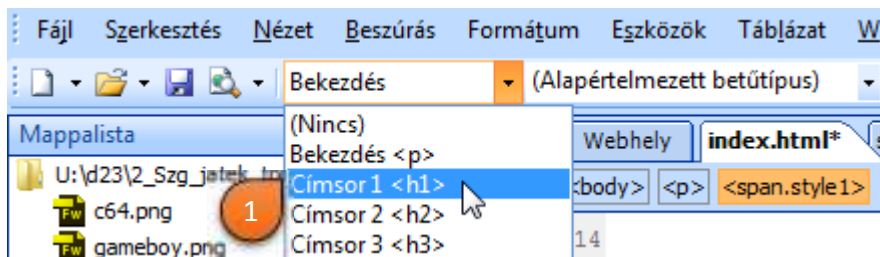 Fájl Szerkesztés Nézet Beszúrás Formátum Eszközök Táblázat W
Bekezdés (Alapértelmezett betűtípus)
(Nincs)
Mappalista Webhely index.html*
Bekezdés <p>
U:\d23\2_Szg_jatek
Címsor 1 <h1> <body> <p> <span.style1>
1
c64.png Címsor 2 <h2>
gameboy.png Címsor 3 <h3> 14